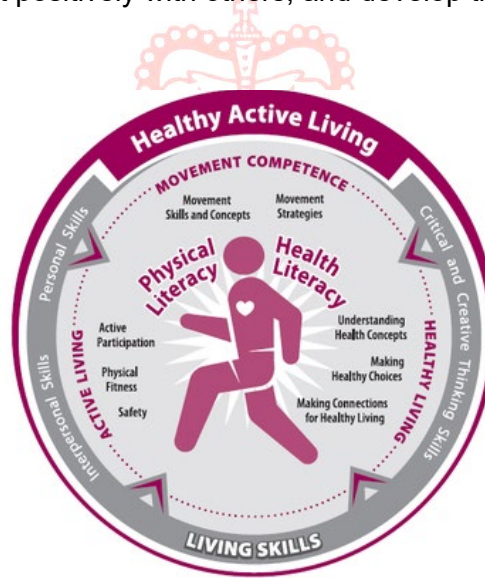 t positively with others, and develop t
Healthy Active Living
MOVEMENT COMPETENCE
Movement
Skills and Concepts
Movement
Strategies
Physical
Literacy
Health
Literacy
Personal Skills
Interpersonal Skills
Critical and Creative Thinking Skills
ACTIVE LIVING
Active
Participation
Physical
Fitness
Safety
HEALTHY LIVING
Understanding
Health Concepts
Making
Healthy Choices
Making Connections
for Healthy Living
LIVING SKILLS